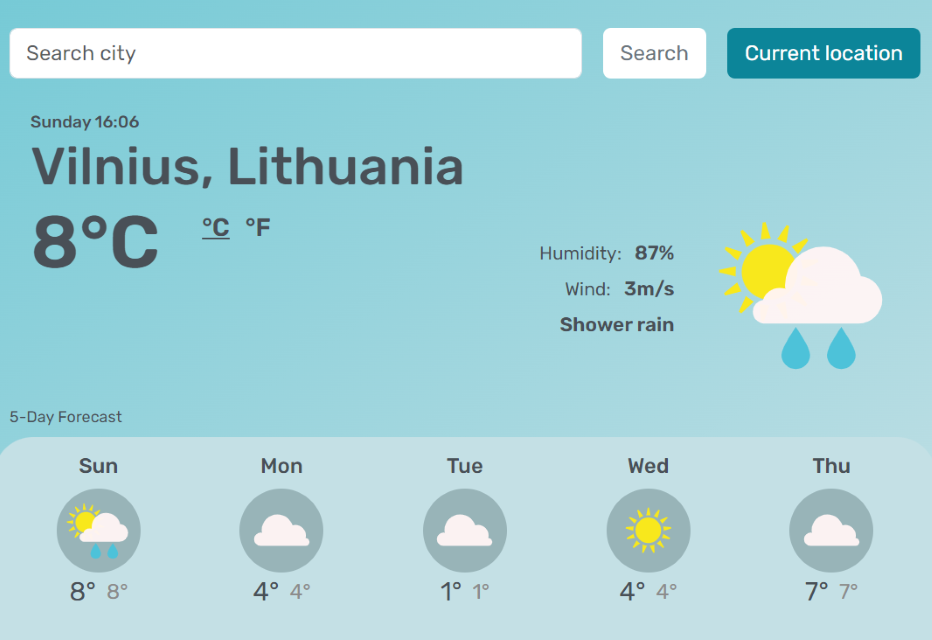 Search city Search Current location
Sunday 16:06
Vilnius, Lithuania
8°C °C °F
Humidity: 87%
Wind: 3m/s
Shower rain
5-Day Forecast
Sun Mon Tue Wed Thu
8° 8° 4° 4° 1° 1° 4° 4° 7° 7°